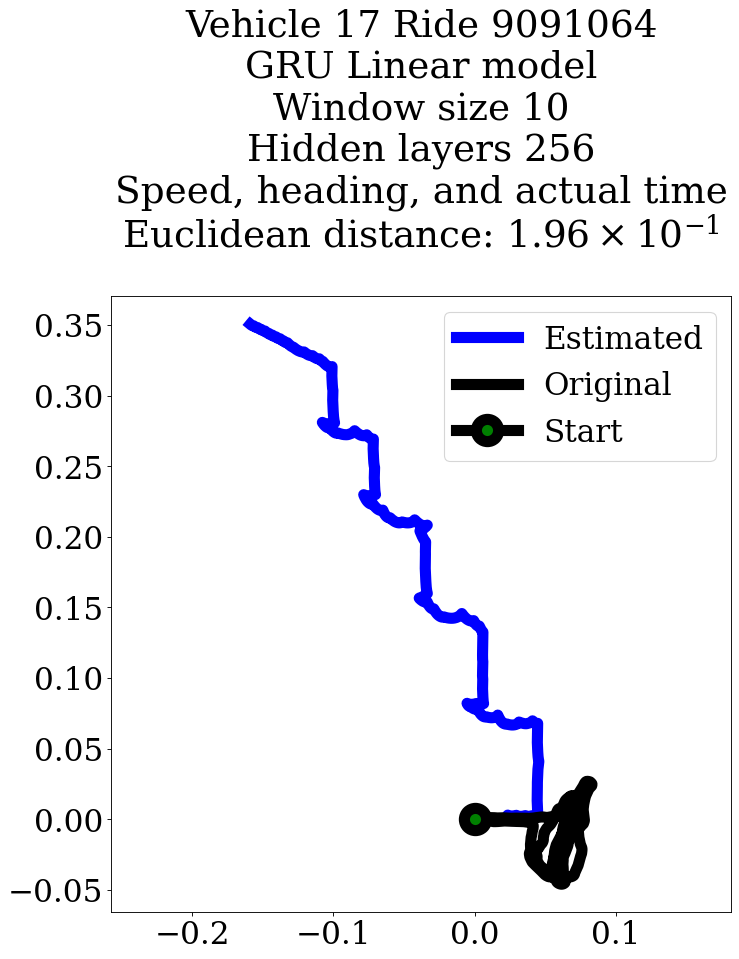 Vehicle 17 Ride 9091064
GRU Linear model
Window size 10
Hidden layers 256
Speed, heading, and actual time
Euclidean distance: 1.96 × 10⁻¹
Estimated
Original
Start
0.35
0.30
0.25
0.20
0.15
0.10
0.05
0.00
−0.05
−0.2 −0.1 0.0 0.1